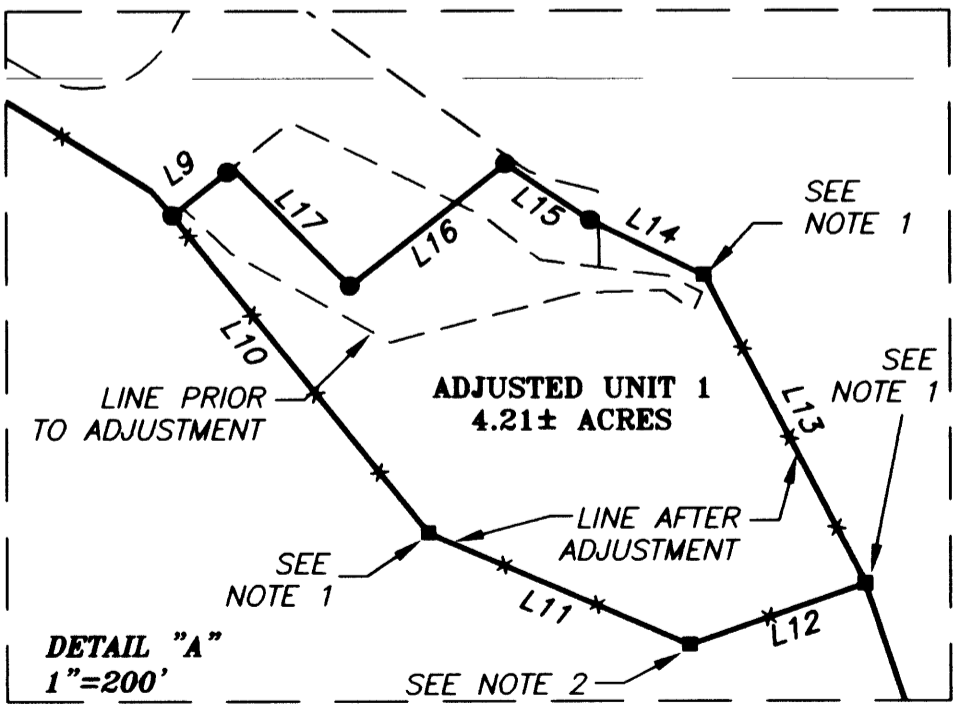 L9
L17
L16
L15
L14
SEE
NOTE 1
L10
LINE PRIOR
TO ADJUSTMENT
ADJUSTED UNIT 1
4.21± ACRES
L13
SEE
NOTE 1
LINE AFTER
ADJUSTMENT
SEE
NOTE 1
L11
L12
SEE NOTE 2
DETAIL "A"
1"=200'